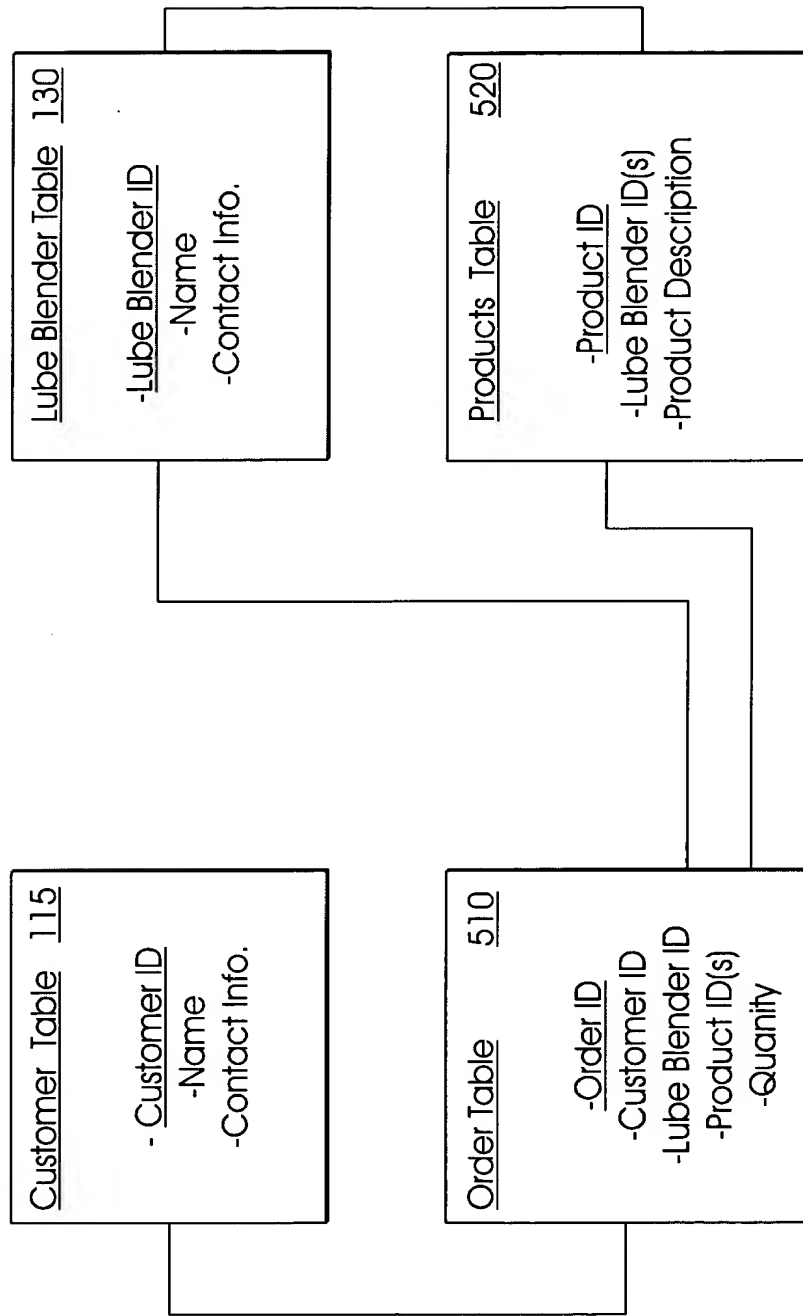 Customer Table 115
- Customer ID
-Name
-Contact Info.
Lube Blender Table 130
-Lube Blender ID
-Name
-Contact Info.
Order Table 510
-Order ID
-Customer ID
-Lube Blender ID
-Product ID(s)
-Quanity
Products Table 520
-Product ID
-Lube Blender ID(s)
-Product Description